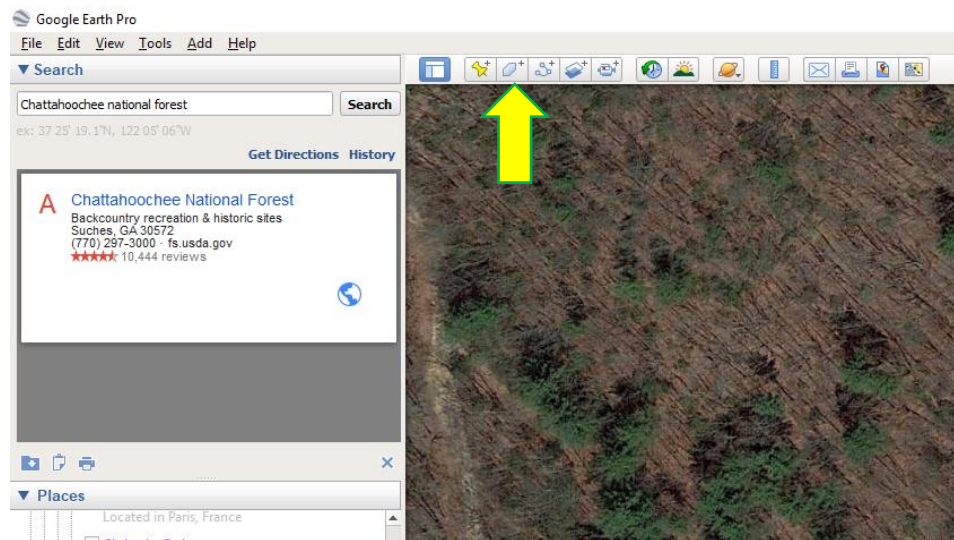 Google Earth Pro
File Edit View Tools Add Help
▼ Search
Chattahoochee national forest Search
ex: 37 25' 19.1"N, 122 05' 06"W
Get Directions History
A Chattahoochee National Forest
Backcountry recreation & historic sites
Suches, GA 30572
(770) 297-3000 · fs.usda.gov
10,444 reviews
▼ Places
Located in Paris, France